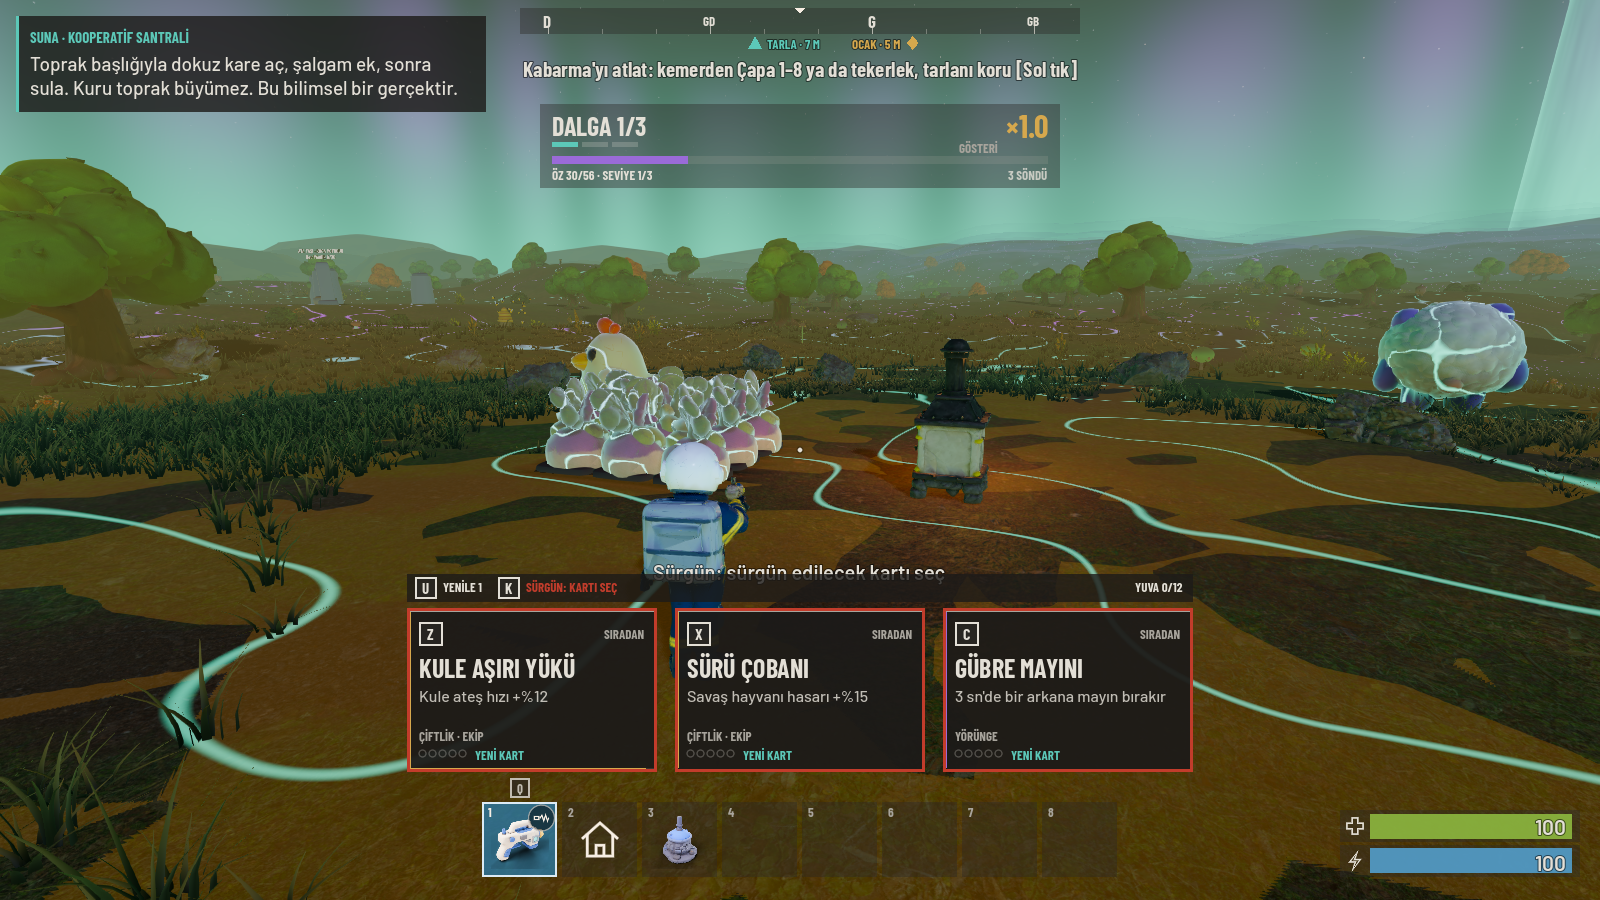 D
GD
G
GB
TARLA · 7 M
OCAK · 5 M
SUNA · KOOPERATİF SANTRALİ
Toprak başlığıyla dokuz kare aç, şalgam ek, sonra
sula. Kuru toprak büyümez. Bu bilimsel bir gerçektir.
Kabarma'yı atlat: kemerden Çapa 1-8 ya da tekerlek, tarlanı koru [Sol tık]
DALGA 1/3
×1.0
GÖSTERİ
ÖZ 30/56 · SEVİYE 1/3
3 SÖNDÜ
Sürgün: sürgün edilecek kartı seç
U YENİLE 1
K SÜRGÜN: KARTI SEÇ
YUVA 0/12
Z
SIRADAN
KULE AŞIRI YÜKÜ
Kule ateş hızı +%12
ÇİFTLİK · EKİP
YENİ KART
X
SIRADAN
SÜRÜ ÇOBANI
Savaş hayvanı hasarı +%15
ÇİFTLİK · EKİP
YENİ KART
C
SIRADAN
GÜBRE MAYINI
3 sn'de bir arkana mayın bırakır
YÖRÜNGE
YENİ KART
Q
1
2
3
4
5
6
7
8
100
100